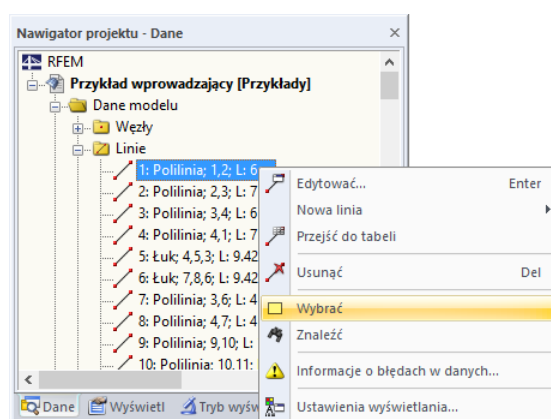 Nawigator projektu - Dane
RFEM
Przykład wprowadzający [Przykłady]
Dane modelu
Węzły
Linie
1: Polilinia; 1,2; L: 6
2: Polilinia; 2,3; L: 7
3: Polilinia; 3,4; L: 6
4: Polilinia; 4,1; L: 7
5: Łuk; 4,5,3; L: 9.42
6: Łuk; 7,8,6; L: 9.42
7: Polilinia; 3,6; L: 4
8: Polilinia; 4,7; L: 4
9: Polilinia; 9,10; L:
10: Polilinia; 10,11;
Dane Wyświetl Tryb wyśw
Edytować... Enter
Nowa linia
Przejść do tabeli
Usunąć Del
Wybrać
Znaleźć
Informacje o błędach w danych...
Ustawienia wyświetlania...